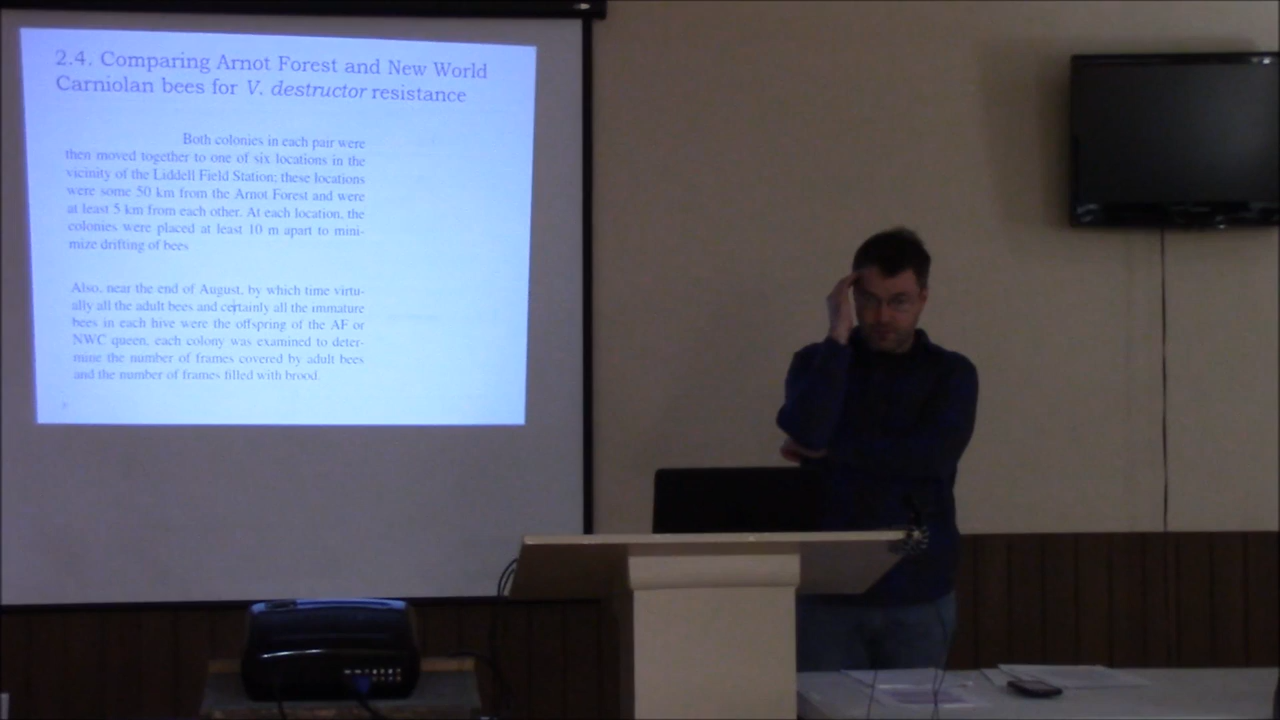 2.4. Comparing Arnot Forest and New World
Carniolan bees for V. destructor resistance
Both colonies in each pair were
then moved together to one of six locations in the
vicinity of the Liddell Field Station; these locations
were some 50 km from the Arnot Forest and were
at least 5 km from each other. At each location, the
colonies were placed at least 10 m apart to mini-
mize drifting of bees
Also, near the end of August, by which time virtu-
ally all the adult bees and certainly all the immature
bees in each hive were the offspring of the AF or
NWC queen, each colony was examined to deter-
mine the number of frames covered by adult bees
and the number of frames filled with brood.